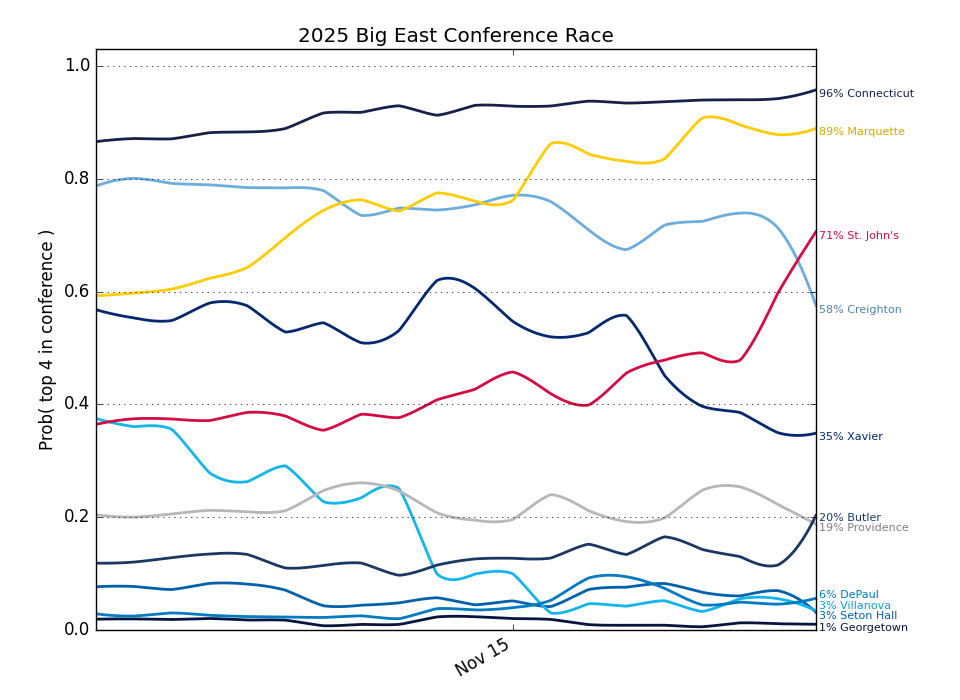 2025 Big East Conference Race
1.0
0.8
0.6
0.4
0.2
0.0
Prob( top 4 in conference )
Nov 15
96% Connecticut
89% Marquette
71% St. John's
58% Creighton
35% Xavier
20% Butler
19% Providence
6% DePaul
3% Villanova
3% Seton Hall
1% Georgetown